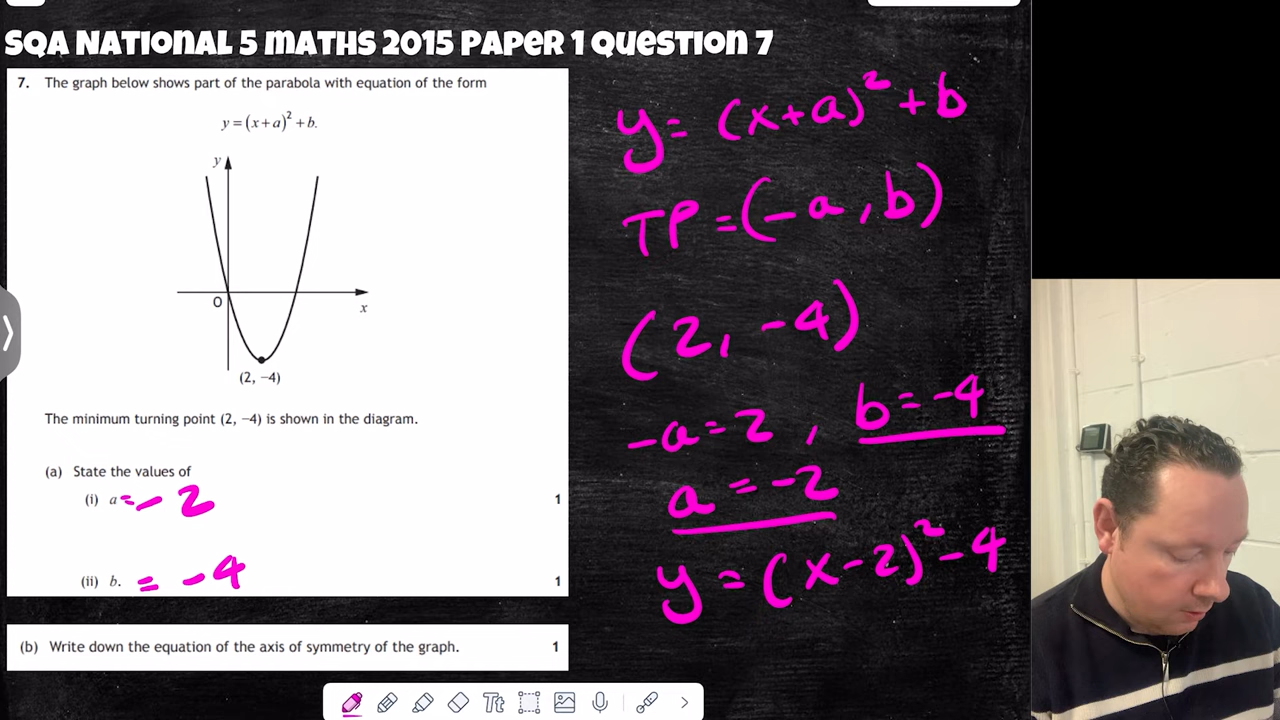 SQA NATIONAL 5 MATHS 2015 PAPER 1 QUESTION 7
7. The graph below shows part of the parabola with equation of the form
y = (x + a)² + b.
y
O
x
(2, −4)
The minimum turning point (2, −4) is shown in the diagram.
(a) State the values of
(i) a = - 2 1
(ii) b. = - 4 1
(b) Write down the equation of the axis of symmetry of the graph. 1
y = (x+a)² + b
TP = (-a, b)
(2, -4)
-a = 2 , b = -4
a = -2
y = (x-2)² - 4
Tt